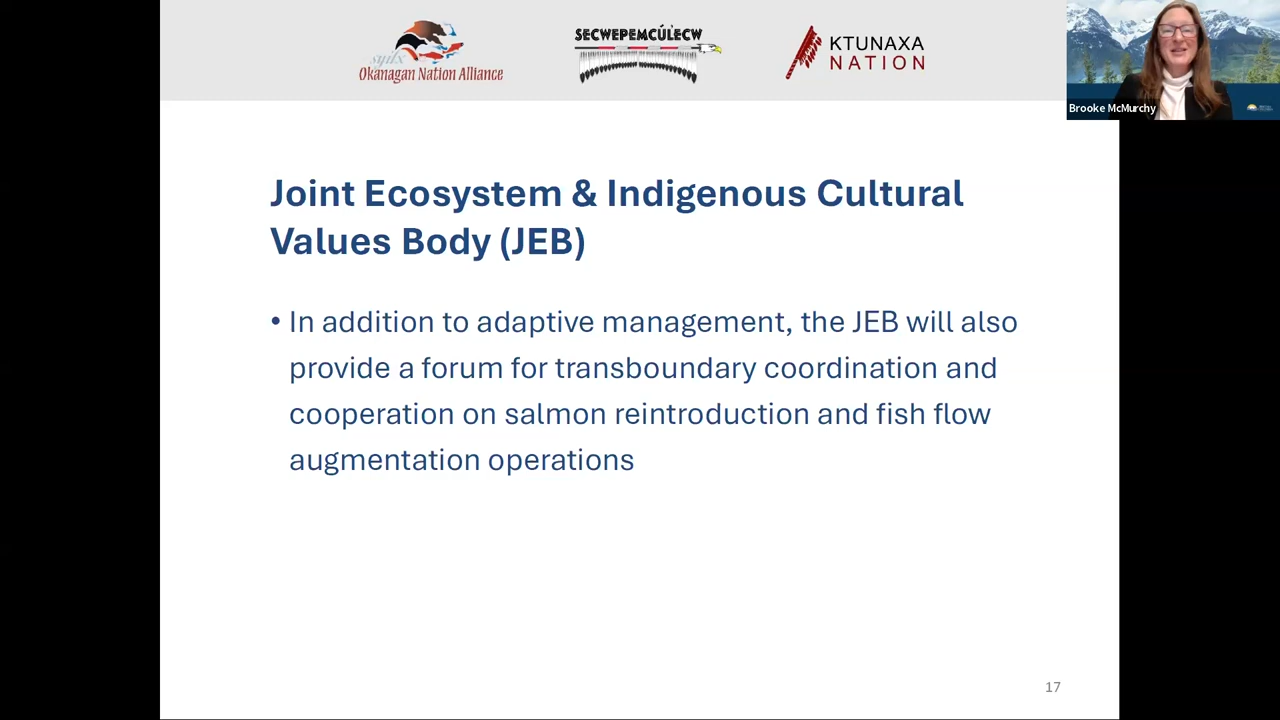 syilx
Okanagan Nation Alliance
SECWEPEMCÚLECW
KTUNAXA
NATION
Brooke McMurchy
Joint Ecosystem & Indigenous Cultural
Values Body (JEB)
• In addition to adaptive management, the JEB will also
provide a forum for transboundary coordination and
cooperation on salmon reintroduction and fish flow
augmentation operations
17